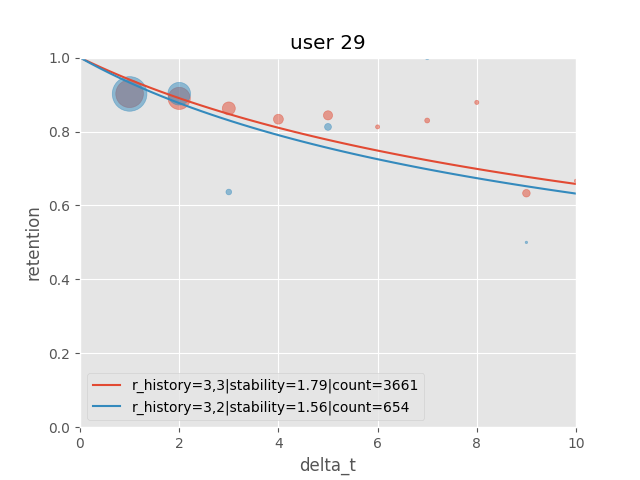 user 29
1.0
0.8
0.6
0.4
0.2
0.0
retention
r_history=3,3|stability=1.79|count=3661
r_history=3,2|stability=1.56|count=654
0
2
4
6
8
10
delta_t